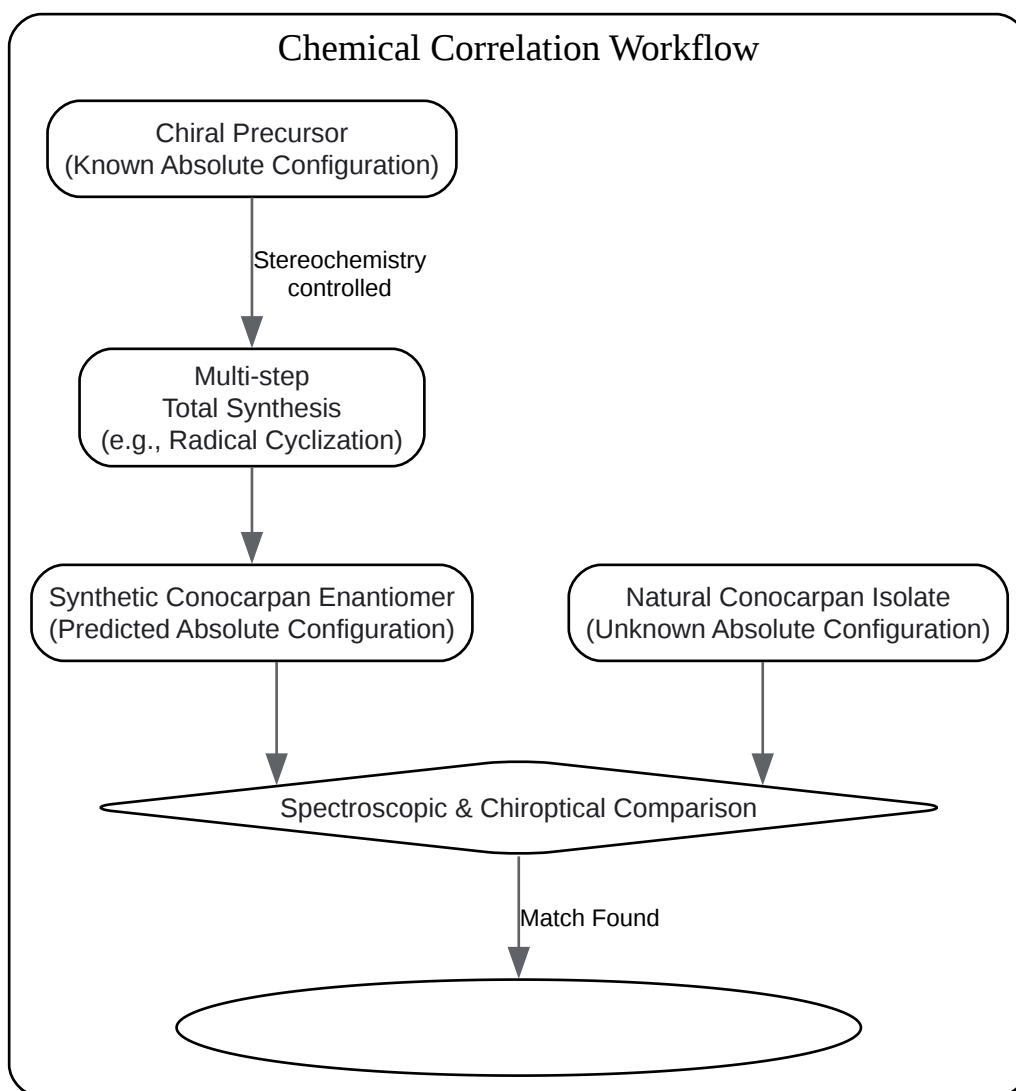 Chemical Correlation Workflow
Chiral Precursor
(Known Absolute Configuration)
Stereochemistry
controlled
Multi-step
Total Synthesis
(e.g., Radical Cyclization)
Synthetic Conocarpan Enantiomer
(Predicted Absolute Configuration)
Natural Conocarpan Isolate
(Unknown Absolute Configuration)
Spectroscopic & Chiroptical Comparison
Match Found